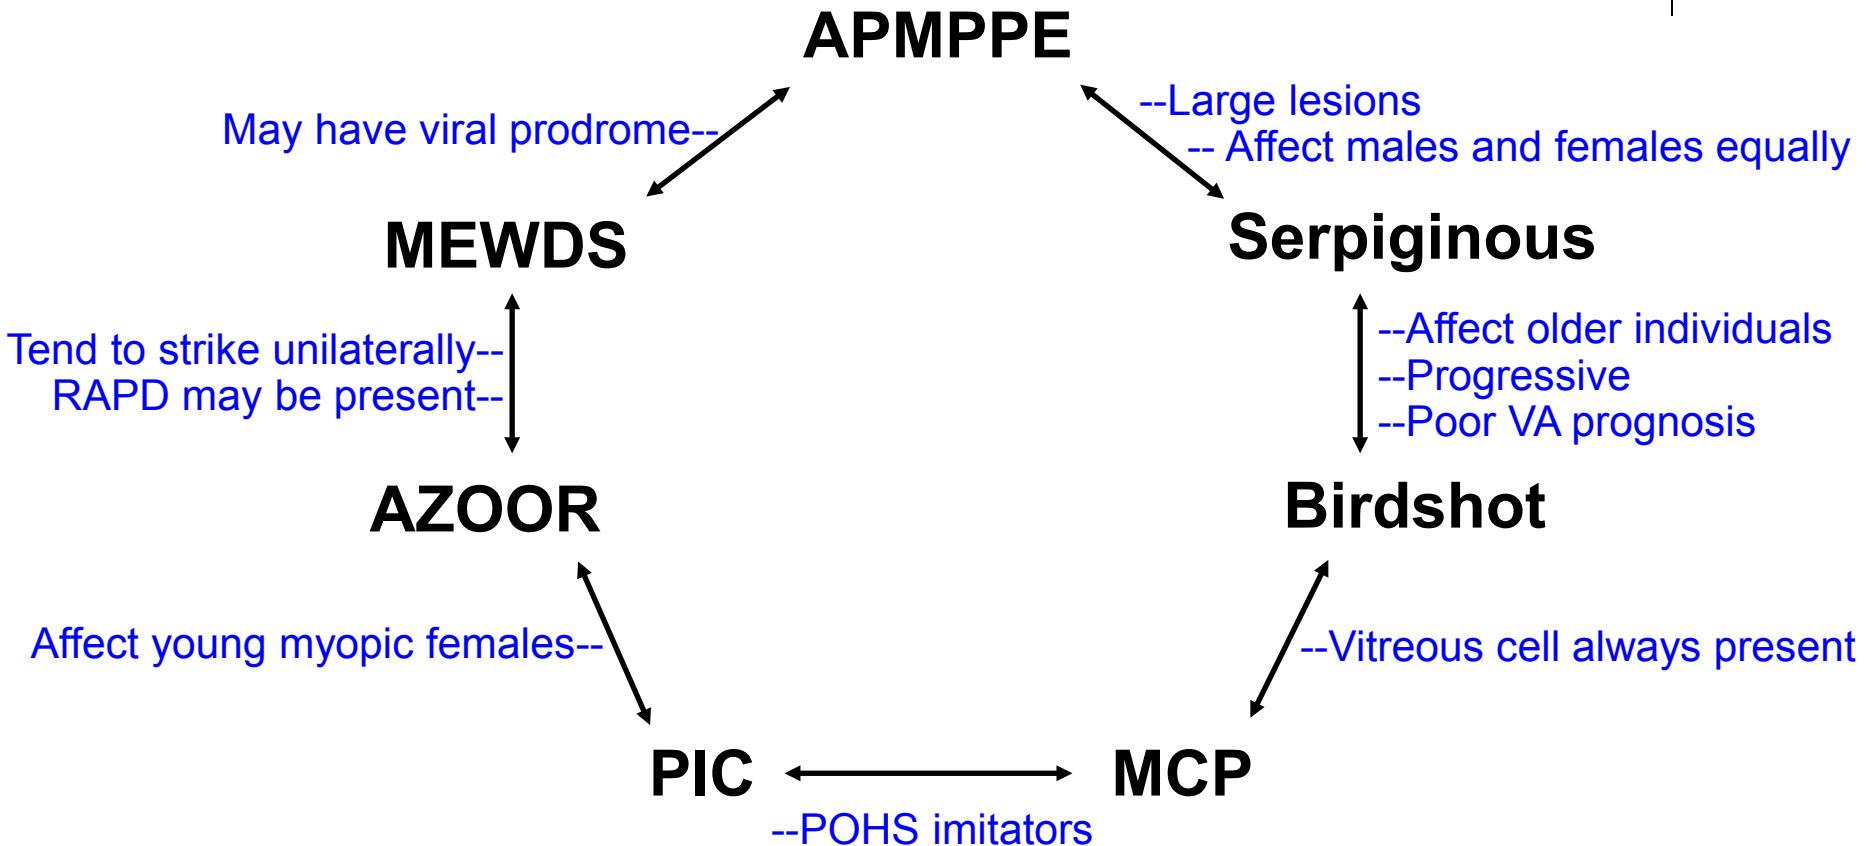 APMPPE
--Large lesions
May have viral prodrome--
-- Affect males and females equally
MEWDS
Serpiginous
Tend to strike unilaterally--
RAPD may be present--
--Affect older individuals
--Progressive
--Poor VA prognosis
AZOOR
Birdshot
Affect young myopic females--
--Vitreous cell always present
PIC
MCP
--POHS imitators